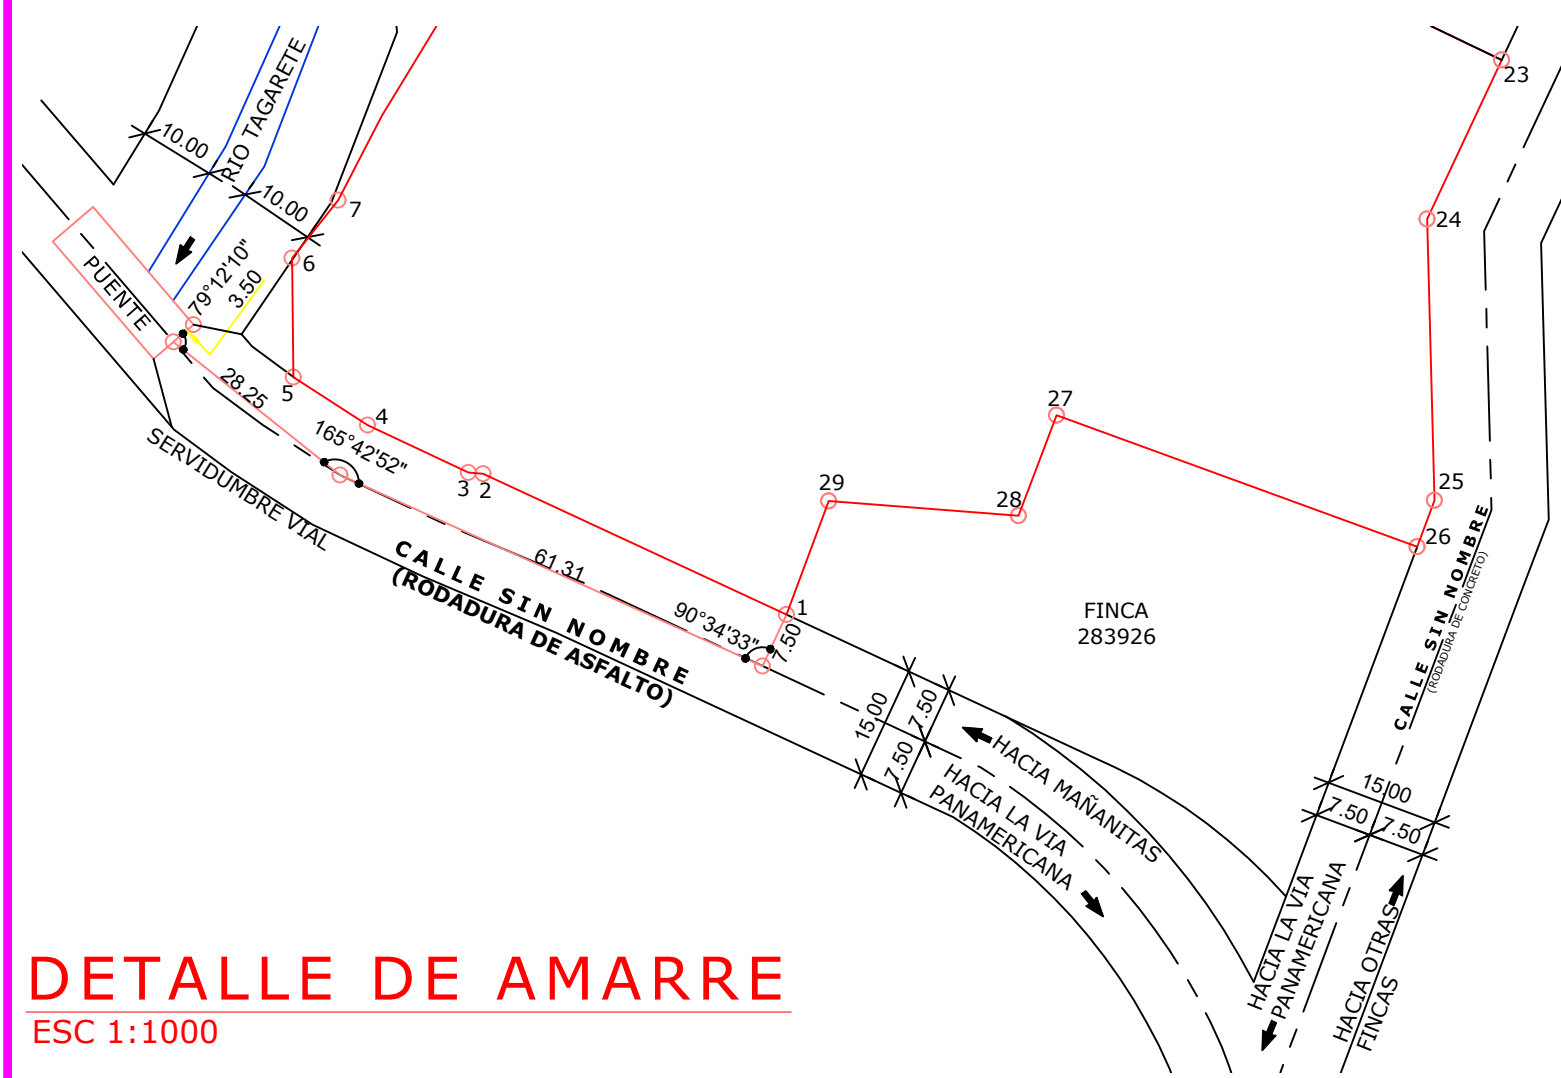 23
RIO TAGARETE
10.00
10.00
7
24
6
79°12'10"
3.50
PUENTE
28.25
5
4
165°42'52"
3
2
27
29
28
25
26
SERVIDUMBRE VIAL
CALLE SIN NOMBRE
(RODADURA DE ASFALTO)
61.31
90°34'33"
7.50
1
FINCA
283926
CALLE SIN NOMBRE
(RODADURA DE CONCRETO)
15.00
7.50
7.50
HACIA MAÑANITAS
HACIA LA VIA
PANAMERICANA
15.00
7.50
7.50
HACIA LA VIA
PANAMERICANA
HACIA OTRAS
FINCAS
DETALLE DE AMARRE
ESC 1:1000